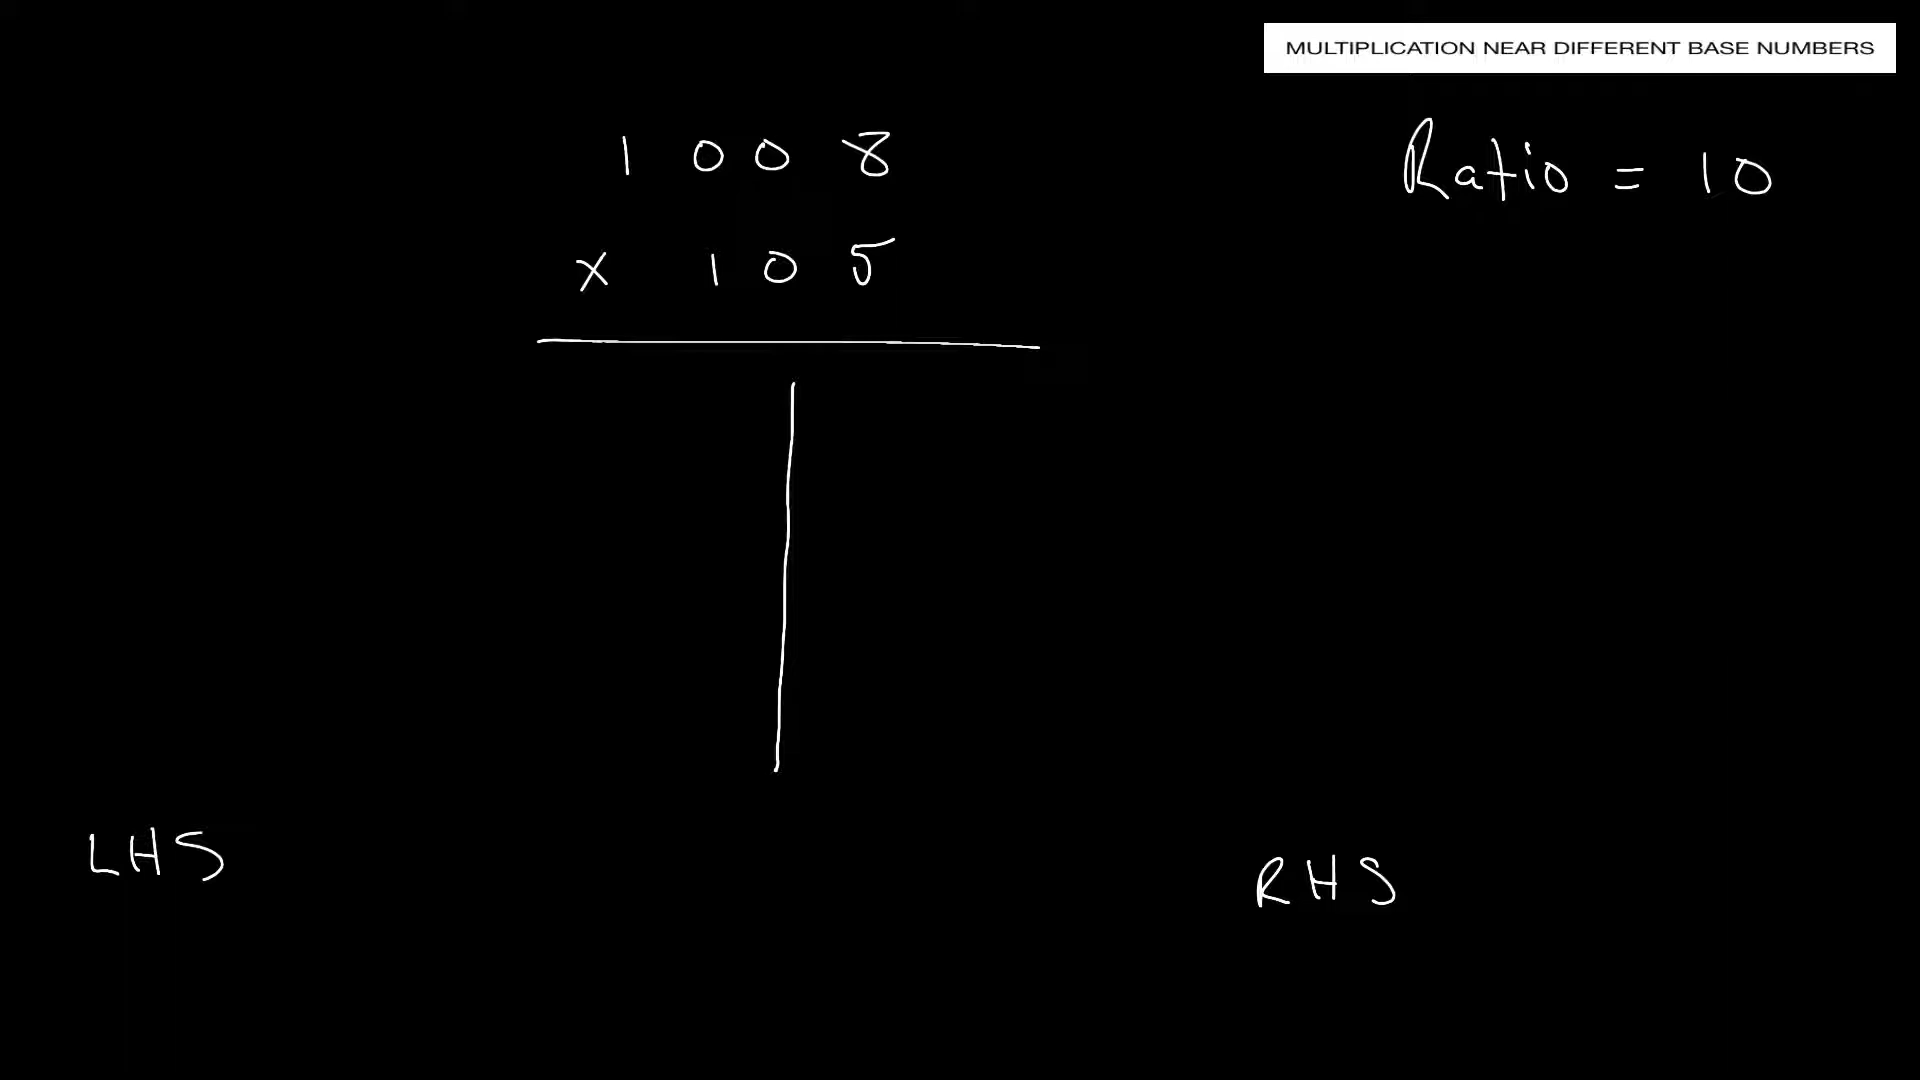 MULTIPLICATION NEAR DIFFERENT BASE NUMBERS
1 0 0 8
Ratio = 10
x 1 0 5
LHS
RHS